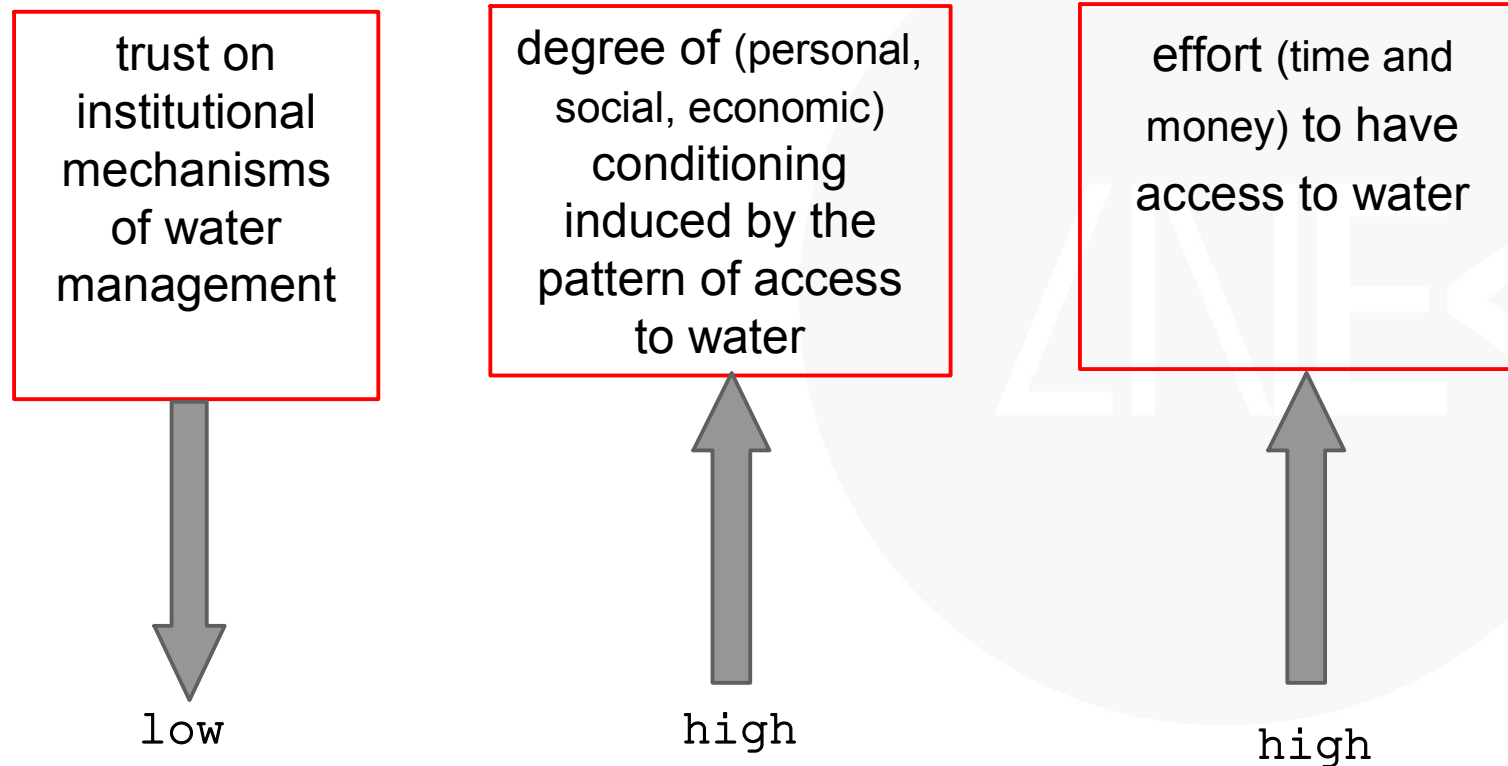 trust on
institutional
mechanisms
of water
management
degree of (personal,
social, economic)
conditioning
induced by the
pattern of access
to water
effort (time and
money) to have
access to water
low
high
high